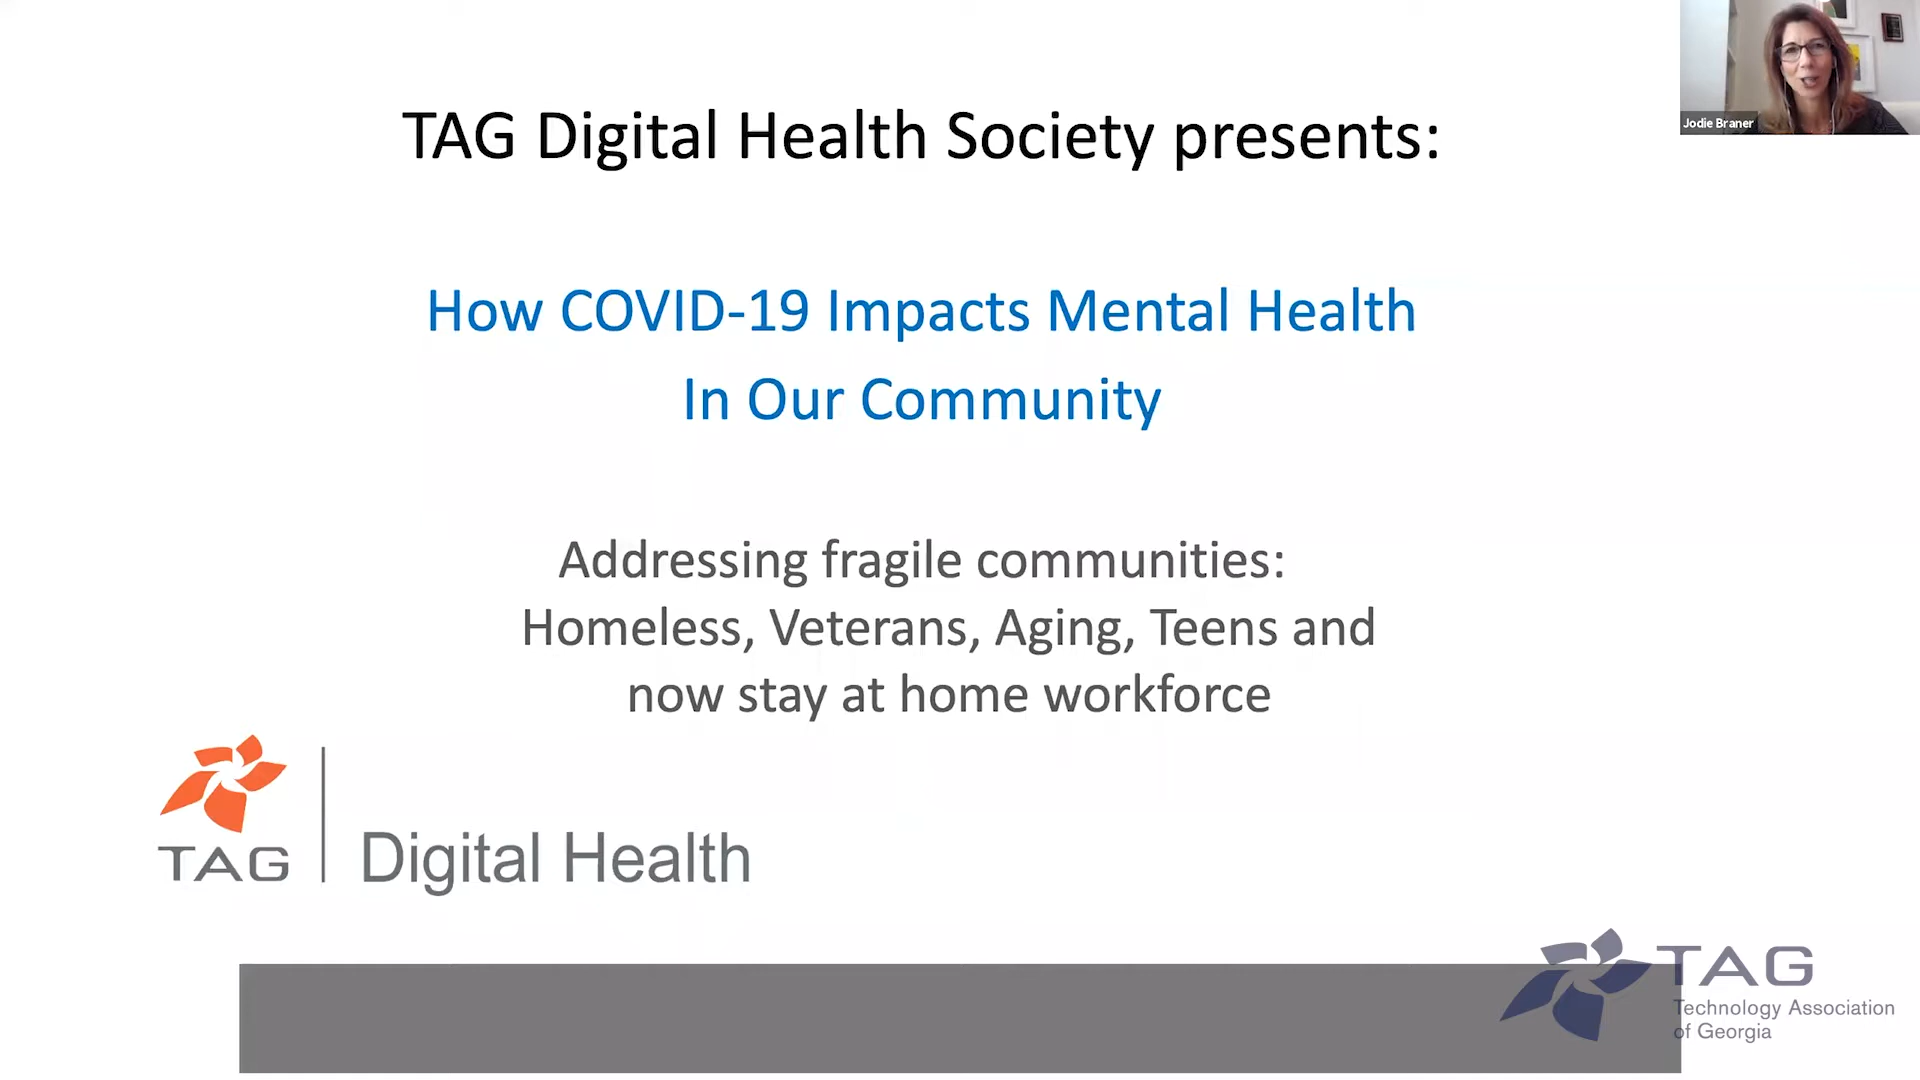 Jodie Braner
TAG Digital Health Society presents:
How COVID-19 Impacts Mental Health
In Our Community
Addressing fragile communities:
Homeless, Veterans, Aging, Teens and
now stay at home workforce
TAG
Digital Health
TAG
Technology Association
of Georgia